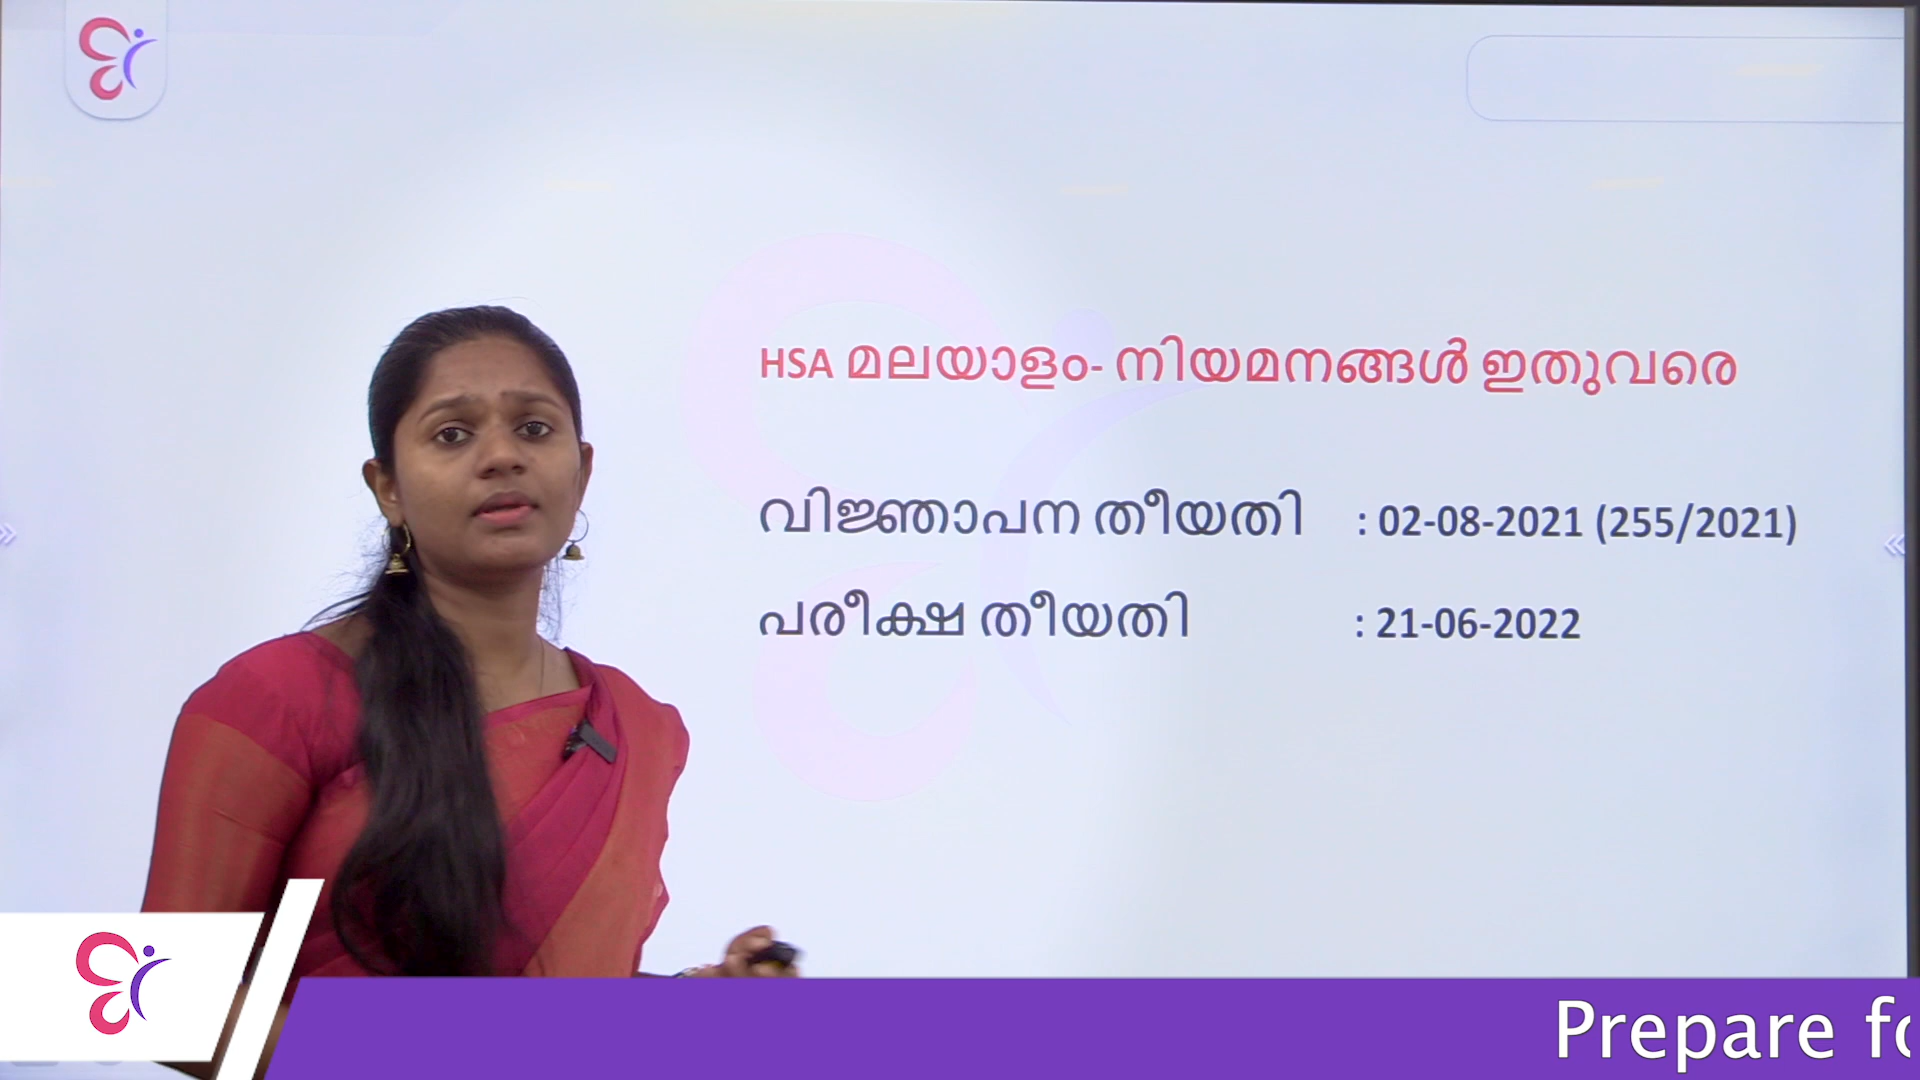 HSA മലയാളം- നിയമനങ്ങൾ ഇതുവരെ
വിജ്ഞാപന തീയതി : 02-08-2021 (255/2021)
പരീക്ഷ തീയതി : 21-06-2022
Prepare fo